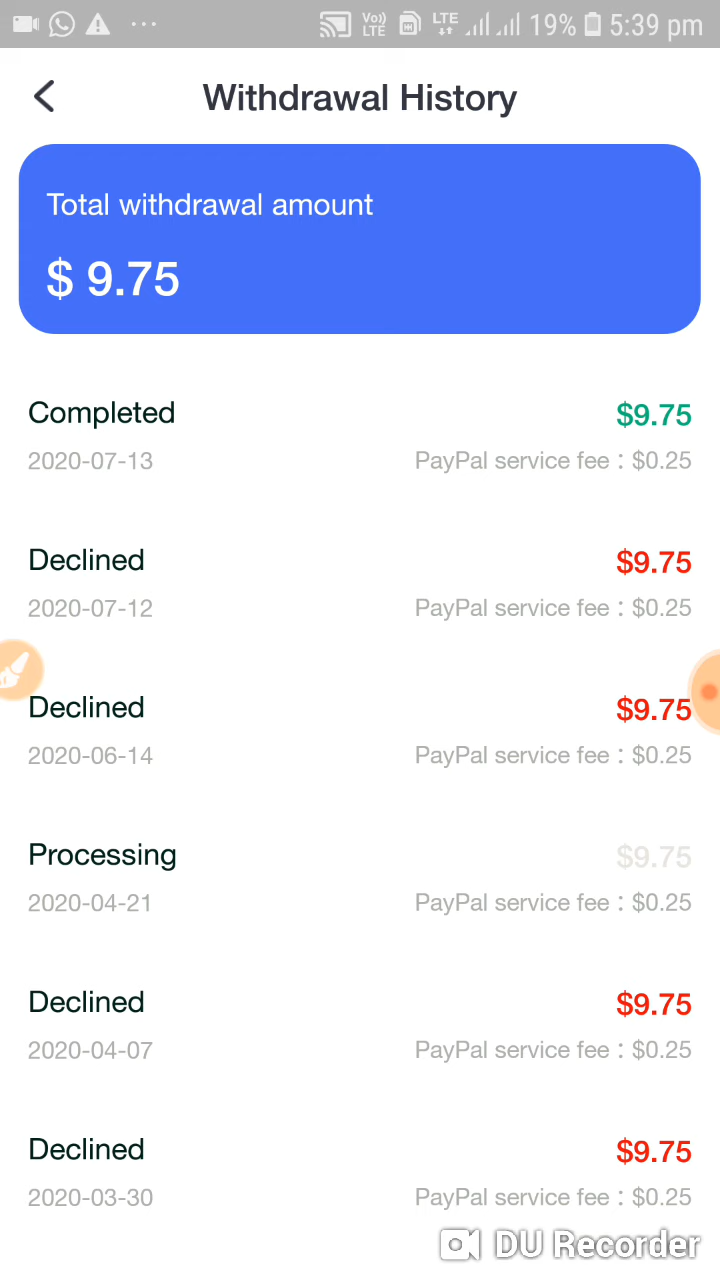 Vo)) LTE LTE 19% 5:39 pm
Withdrawal History
Total withdrawal amount
$ 9.75
Completed $9.75
2020-07-13 PayPal service fee : $0.25
Declined $9.75
2020-07-12 PayPal service fee : $0.25
Declined $9.75
2020-06-14 PayPal service fee : $0.25
Processing $9.75
2020-04-21 PayPal service fee : $0.25
Declined $9.75
2020-04-07 PayPal service fee : $0.25
Declined $9.75
2020-03-30 PayPal service fee : $0.25
DU Recorder